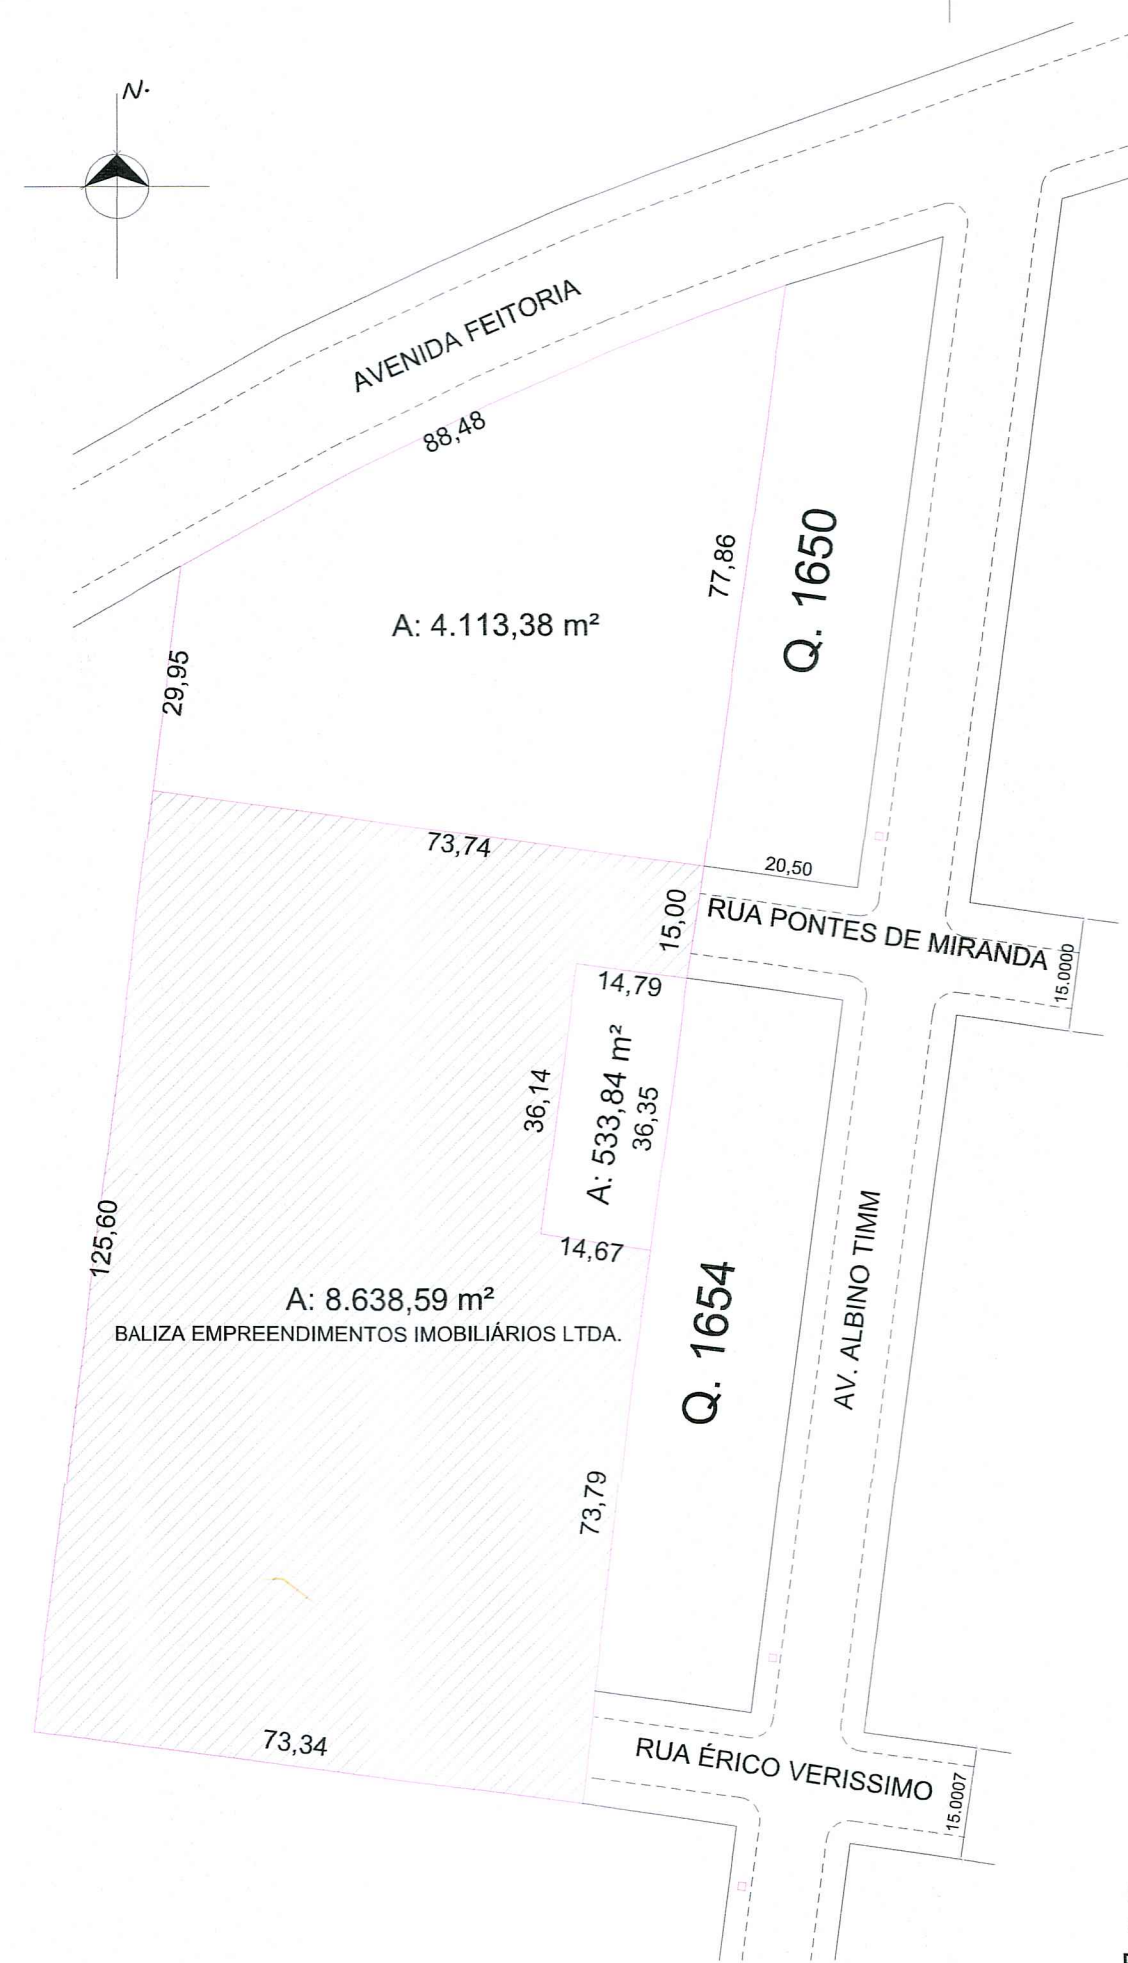 N.
AVENIDA FEITORIA
88,48
77,86
Q. 1650
A: 4.113,38 m²
29,95
73,74
20,50
15,00
RUA PONTES DE MIRANDA
15.0000
14,79
36,14
A: 533,84 m²
36,35
14,67
125,60
A: 8.638,59 m²
BALIZA EMPREENDIMENTOS IMOBILIÁRIOS LTDA.
Q. 1654
AV. ALBINO TIMM
73,79
73,34
RUA ÉRICO VERISSIMO
15.0007